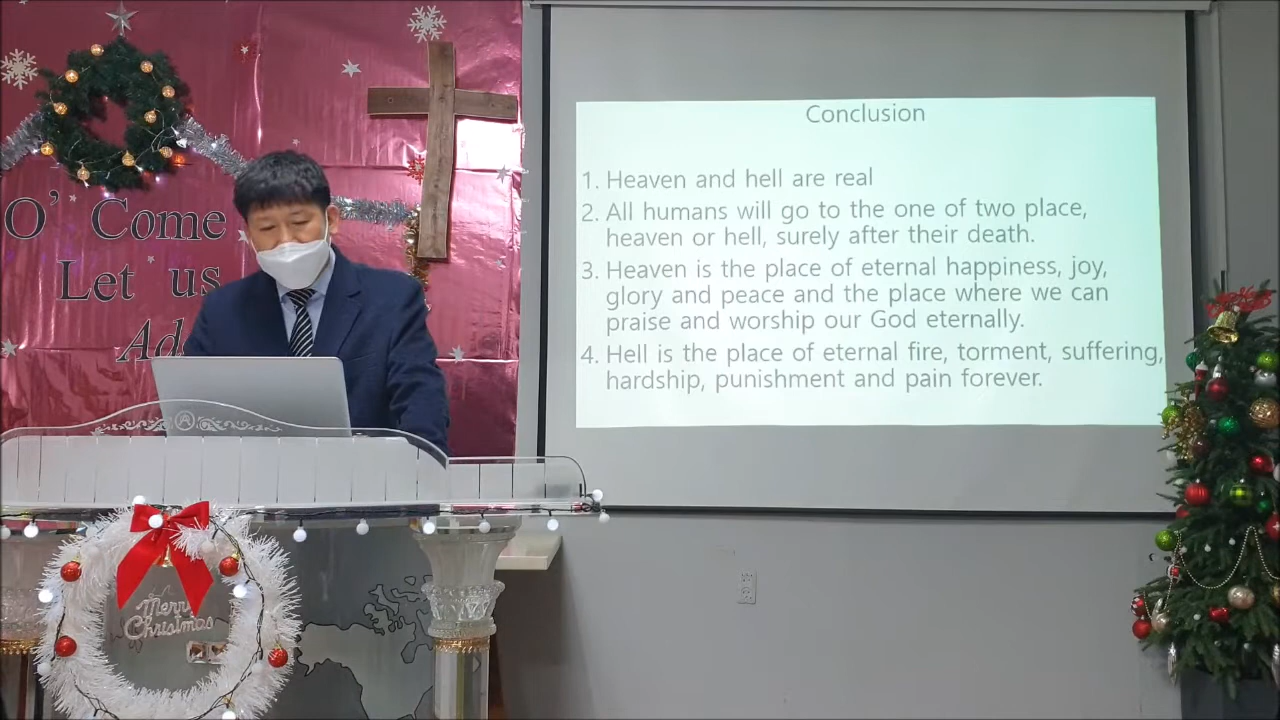 O' Come
Let us
Ad
Conclusion
1. Heaven and hell are real
2. All humans will go to the one of two place,
heaven or hell, surely after their death.
3. Heaven is the place of eternal happiness, joy,
glory and peace and the place where we can
praise and worship our God eternally.
4. Hell is the place of eternal fire, torment, suffering,
hardship, punishment and pain forever.
Merry
Christmas